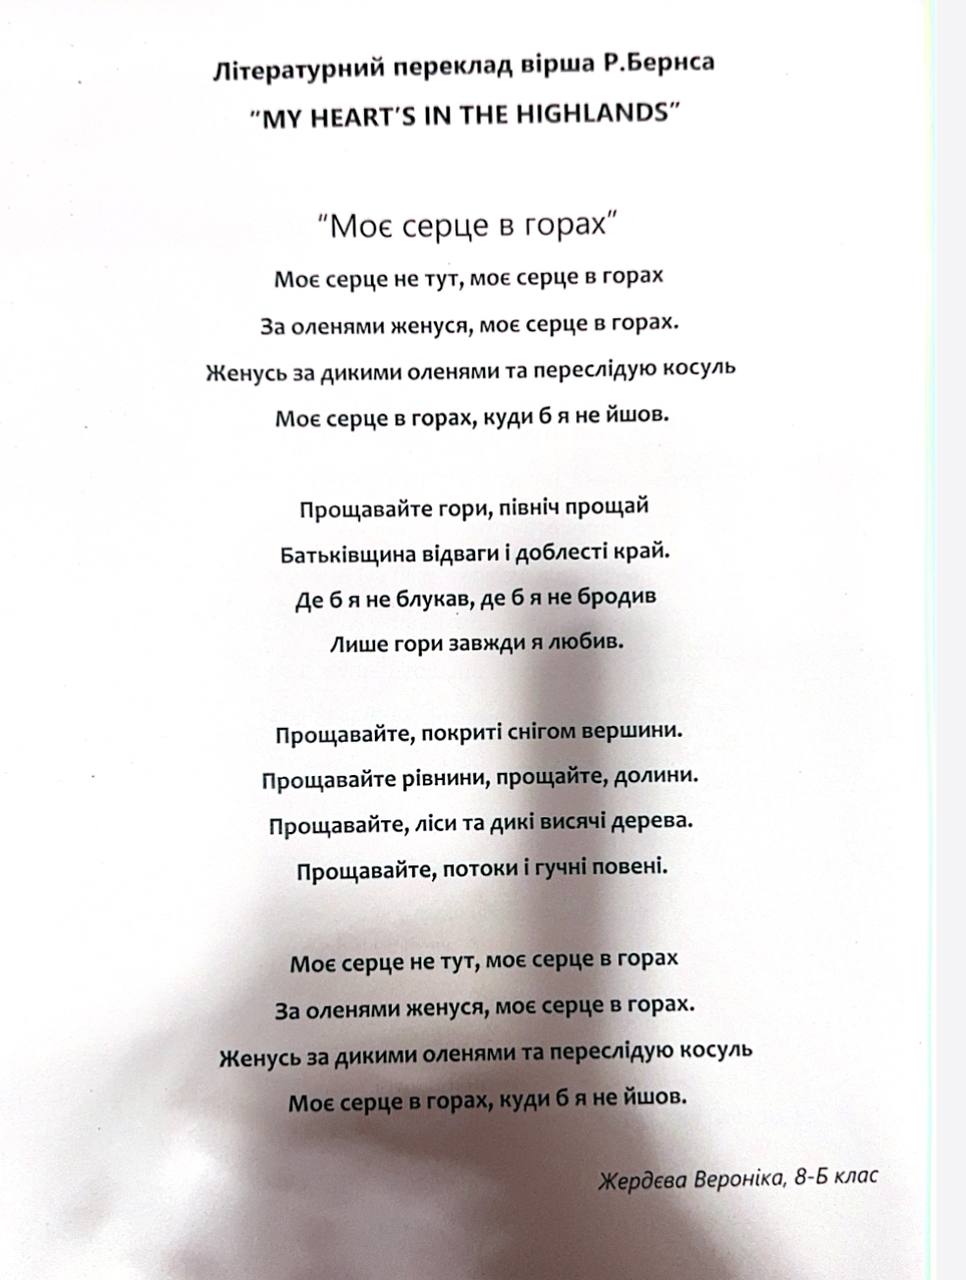 Літературний переклад вірша Р.Бернса
"MY HEART'S IN THE HIGHLANDS"
"Моє серце в горах"
Моє серце не тут, моє серце в горах
За оленями женуся, моє серце в горах.
Женусь за дикими оленями та переслідую косуль
Моє серце в горах, куди б я не йшов.
Прощавайте гори, північ прощай
Батьківщина відваги і доблесті край.
Де б я не блукав, де б я не бродив
Лише гори завжди я любив.
Прощавайте, покриті снігом вершини.
Прощавайте рівнини, прощайте, долини.
Прощавайте, ліси та дикі висячі дерева.
Прощавайте, потоки і гучні повені.
Моє серце не тут, моє серце в горах
За оленями женуся, моє серце в горах.
Женусь за дикими оленями та переслідую косуль
Моє серце в горах, куди б я не йшов.
Жердєва Вероніка, 8-Б клас